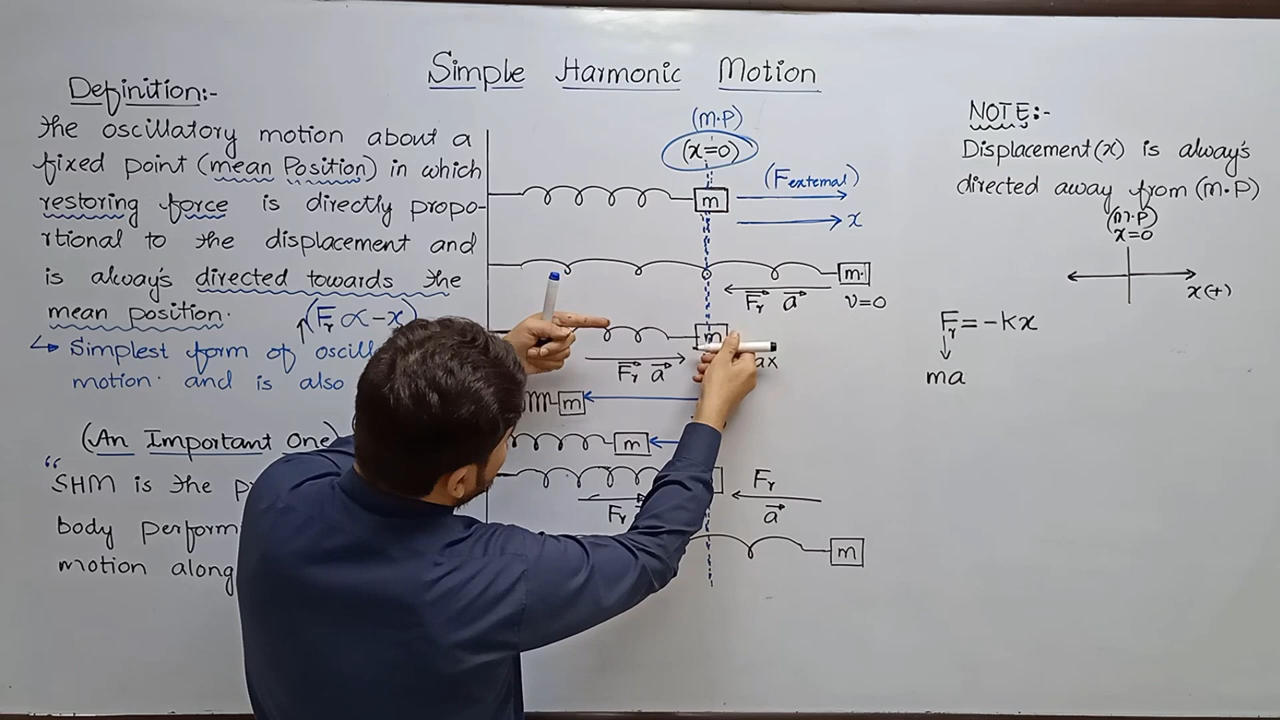 Simple Harmonic Motion
Definition:-
The oscillatory motion about a
fixed point (mean Position) in which
restoring force is directly propo-
rtional to the displacement and
is alway's directed towards the
mean position. (Fr ∝ -x)
↳ Simplest form of
motion. and is also
(An Important One)
"SHM is the
body perform
motion along
(m.P)
(x=0)
m
(Fexternal)
x
m
Fr a
v=0
m
Fr a
ax
m
m
Fr
Fr
a
m
NOTE:-
Displacement(x) is alway's
directed away from (m.P)
(m.P)
x=0
x(+)
Fr = -kx
ma